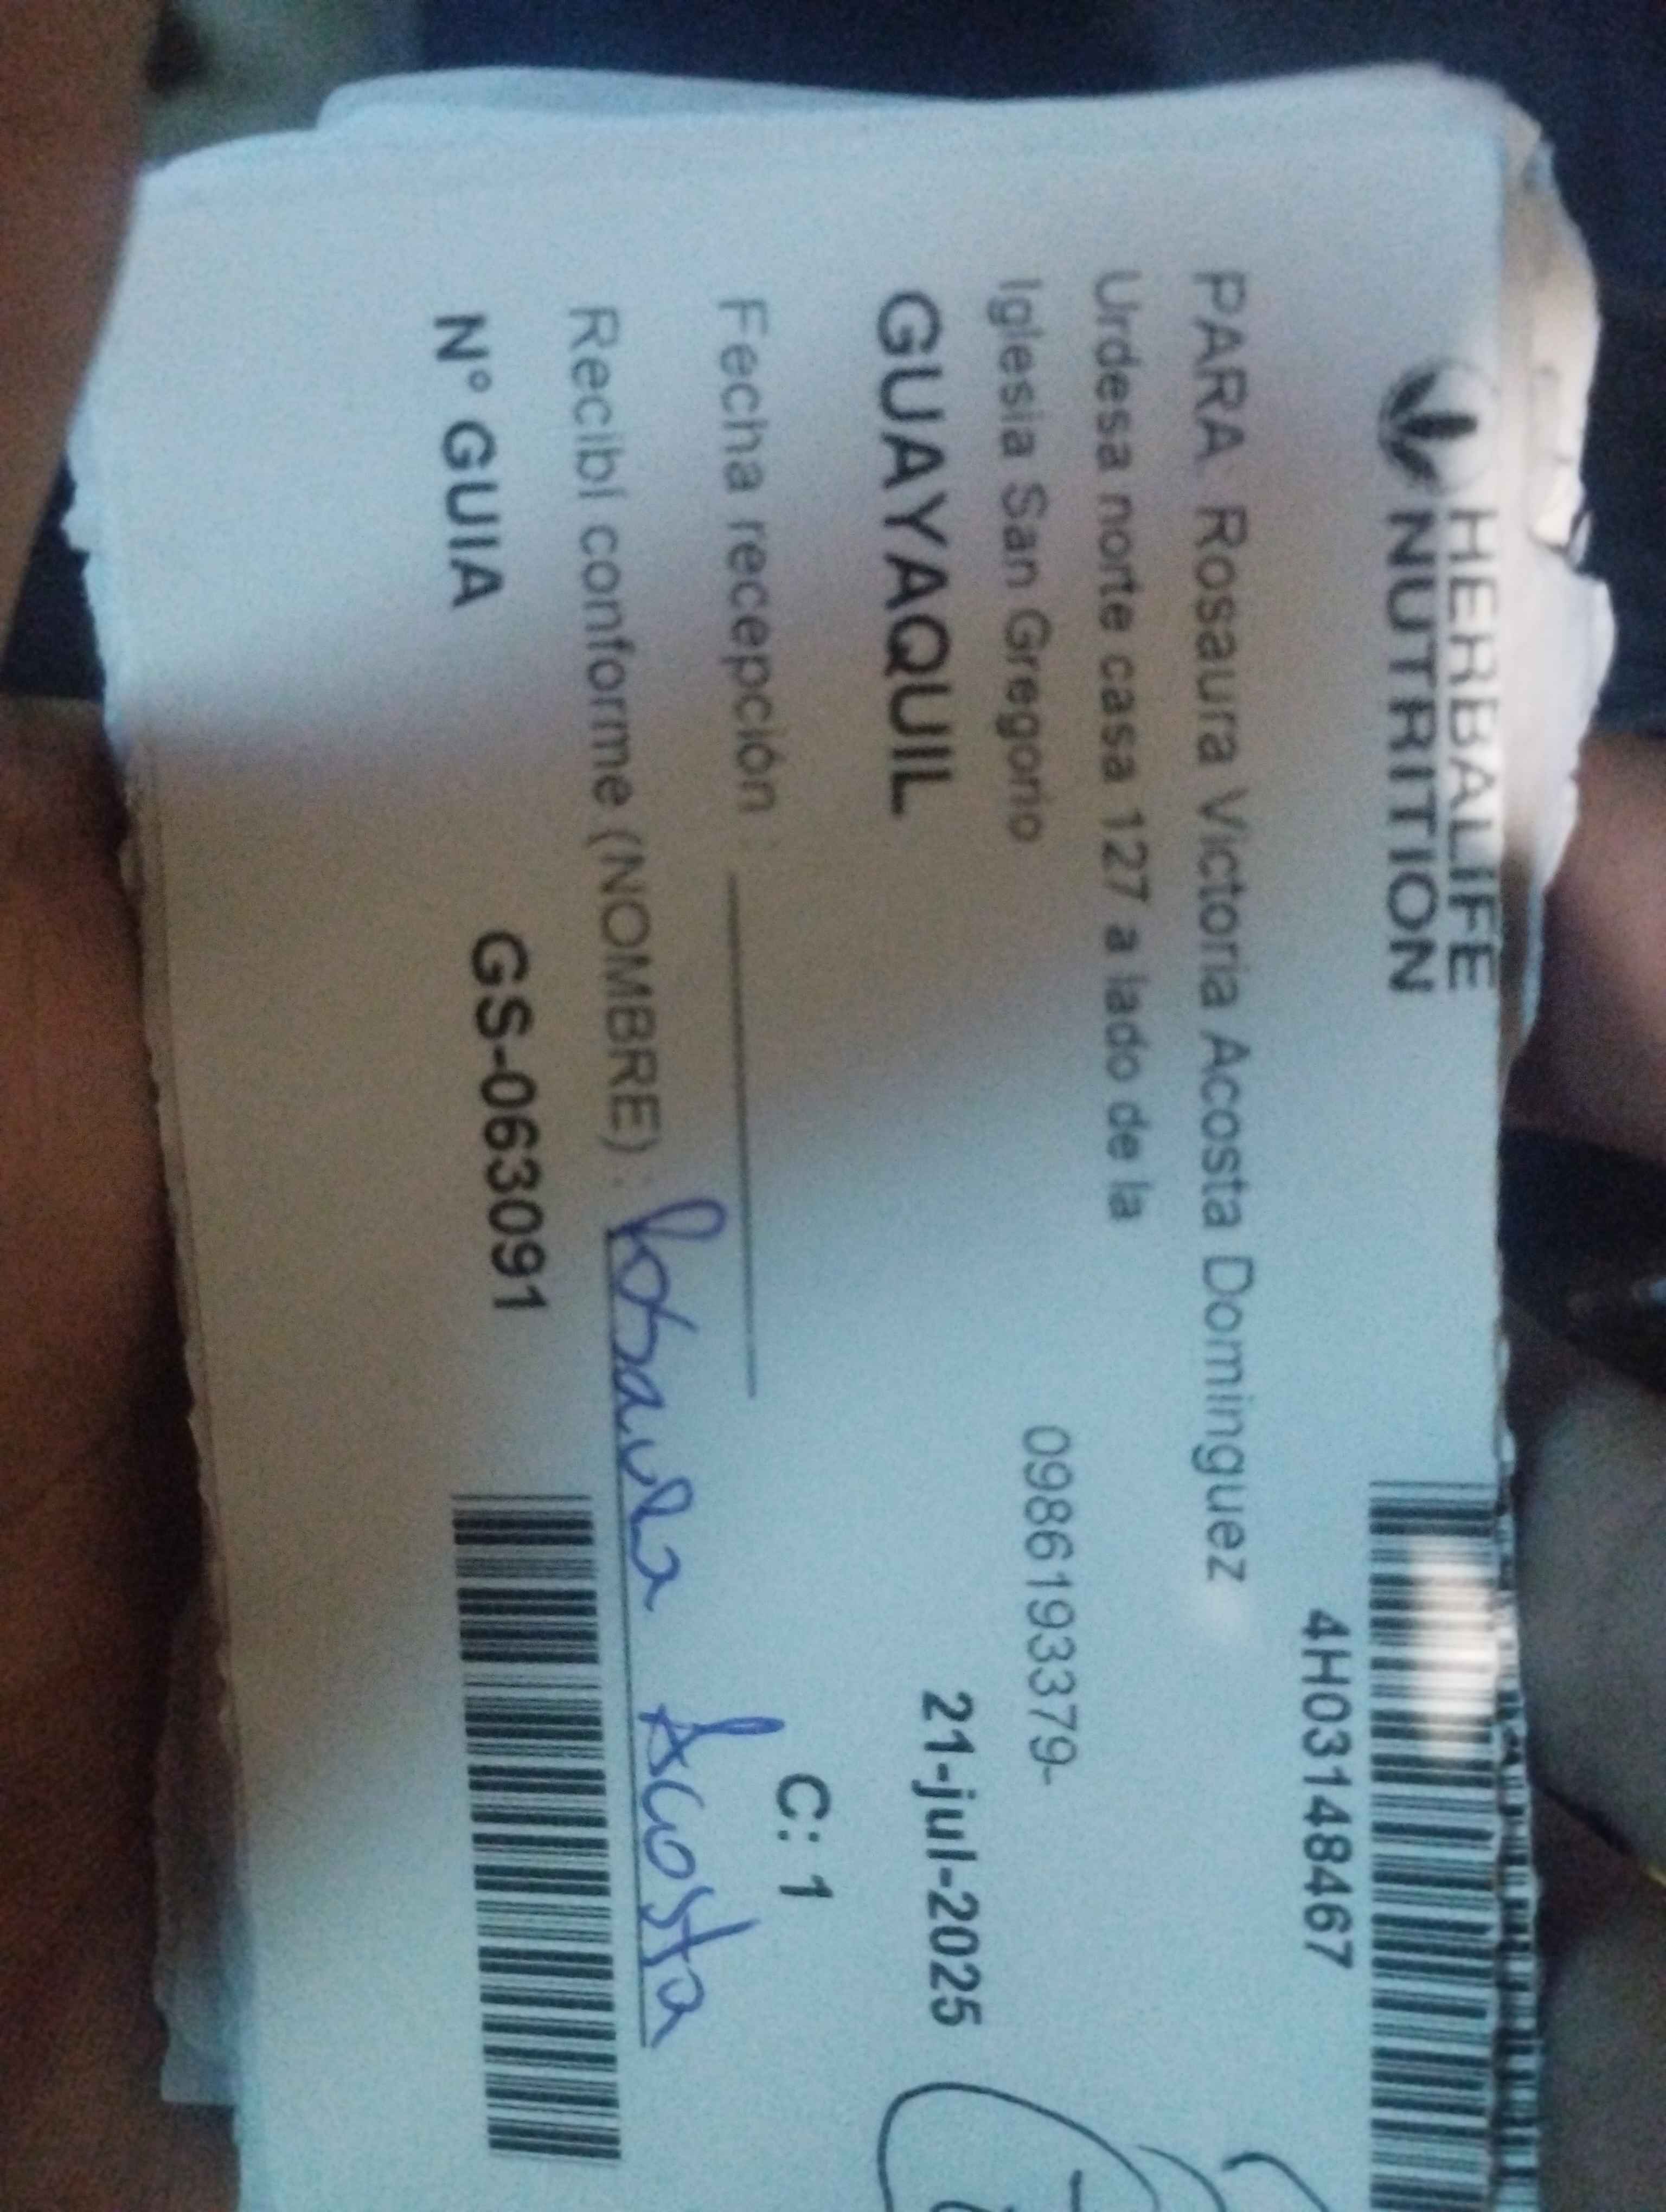 HERBALIFE
NUTRITION
4H03148467
PARA: Rosaura Victoria Acosta Dominguez
Urdesa norte casa 127 a lado de la
Iglesia San Gregorio
0986193379-
GUAYAQUIL
21-jul-2025
C: 1
Fecha recepción :
Recibí conforme (NOMBRE) : Rosaura Acosta
N° GUIA GS-063091